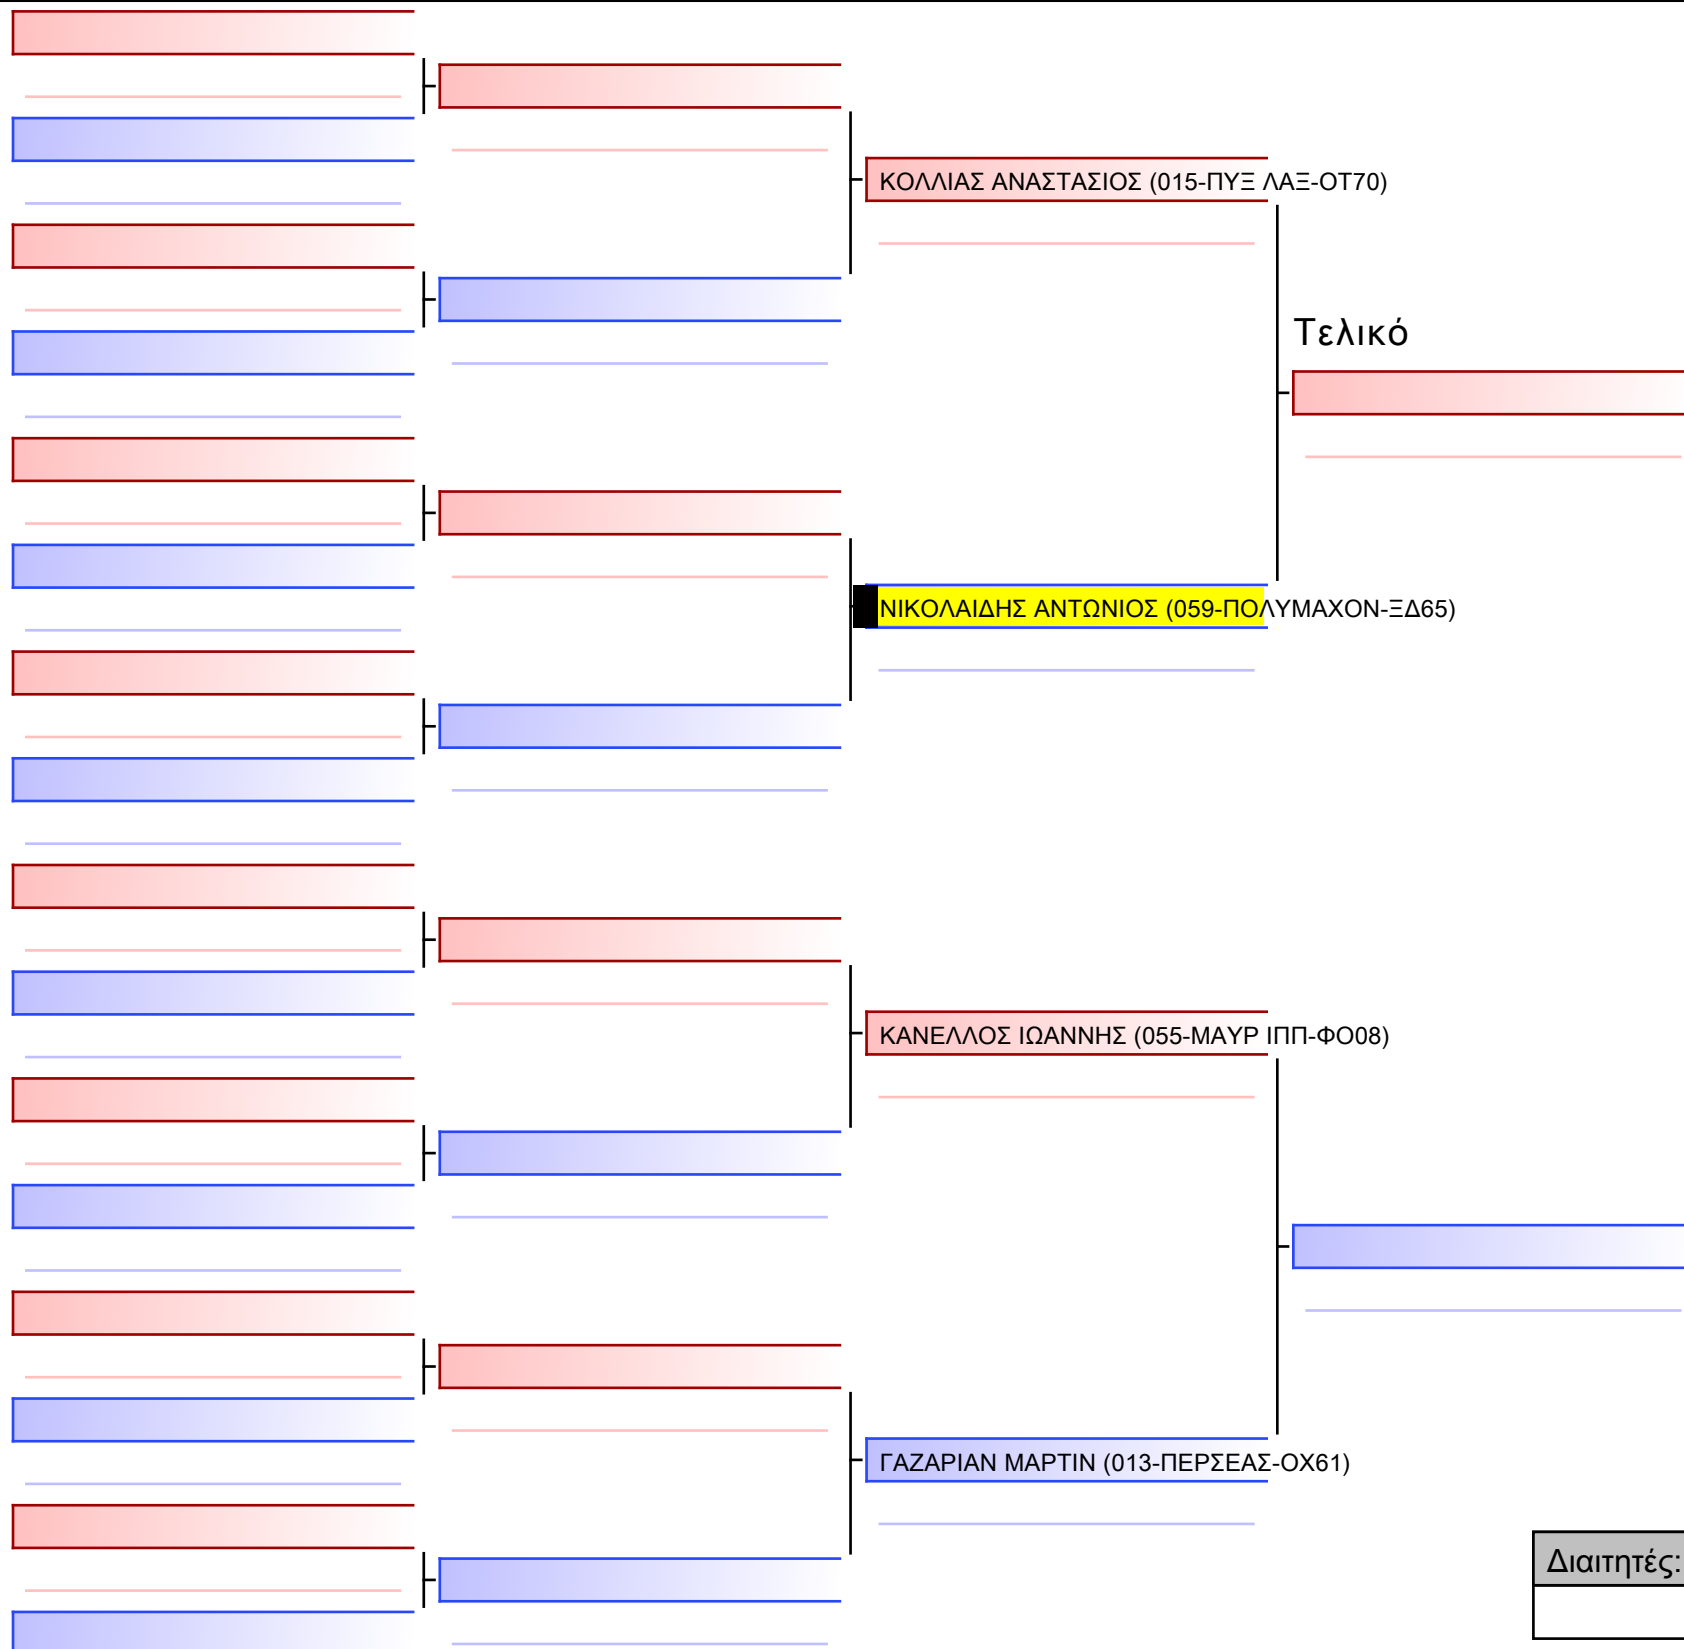 ΚΟΛΛΙΑΣ ΑΝΑΣΤΑΣΙΟΣ (015-ΠΥΞ ΛΑΞ-ΟΤ70)
Τελικό
ΝΙΚΟΛΑΙΔΗΣ ΑΝΤΩΝΙΟΣ (059-ΠΟΛΥΜΑΧΟΝ-ΞΔ65)
ΚΑΝΕΛΛΟΣ ΙΩΑΝΝΗΣ (055-ΜΑΥΡ ΙΠΠ-ΦΟ08)
ΓΑΖΑΡΙΑΝ ΜΑΡΤΙΝ (013-ΠΕΡΣΕΑΣ-ΟΧ61)
Διαιτητές: